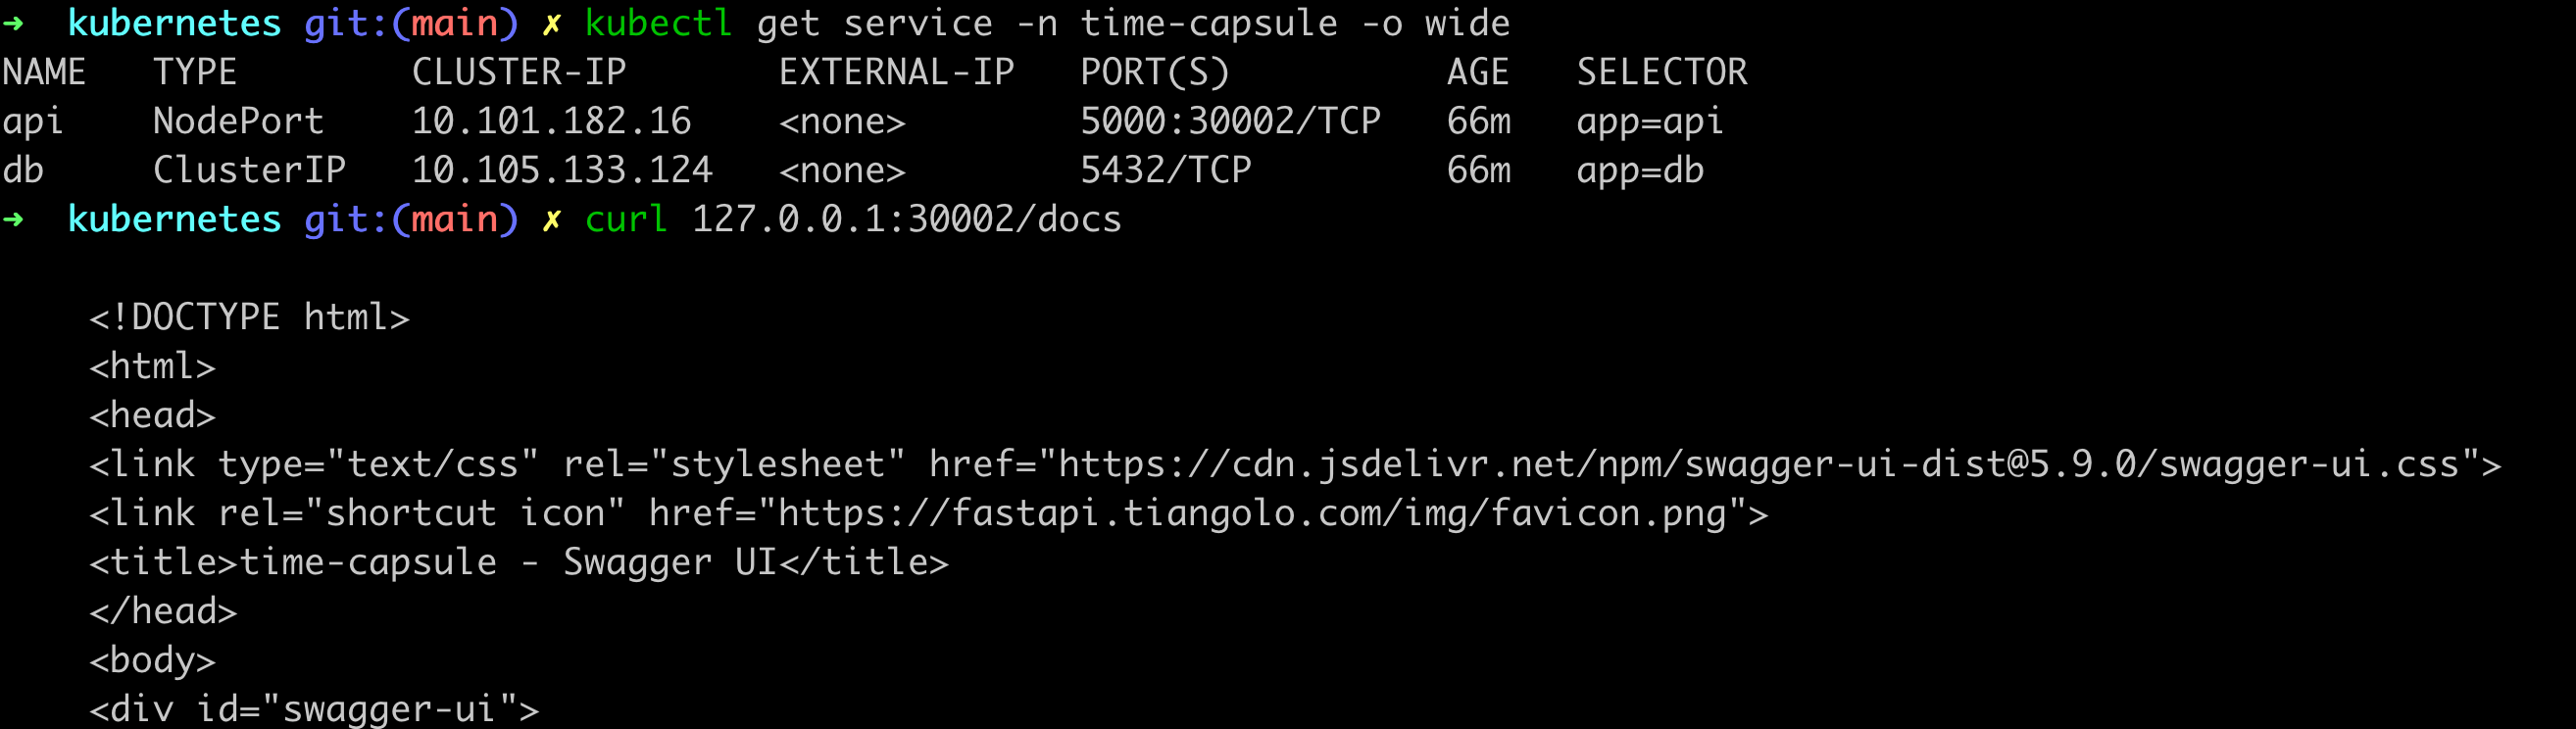 ➜  kubernetes git:(main) ✗ kubectl get service -n time-capsule -o wide
NAME   TYPE        CLUSTER-IP       EXTERNAL-IP   PORT(S)          AGE   SELECTOR
api    NodePort    10.101.182.16    <none>        5000:30002/TCP   66m   app=api
db     ClusterIP   10.105.133.124   <none>        5432/TCP         66m   app=db
➜  kubernetes git:(main) ✗ curl 127.0.0.1:30002/docs
    <!DOCTYPE html>
    <html>
    <head>
    <link type="text/css" rel="stylesheet" href="https://cdn.jsdelivr.net/npm/swagger-ui-dist@5.9.0/swagger-ui.css">
    <link rel="shortcut icon" href="https://fastapi.tiangolo.com/img/favicon.png">
    <title>time-capsule - Swagger UI</title>
    </head>
    <body>
    <div id="swagger-ui">